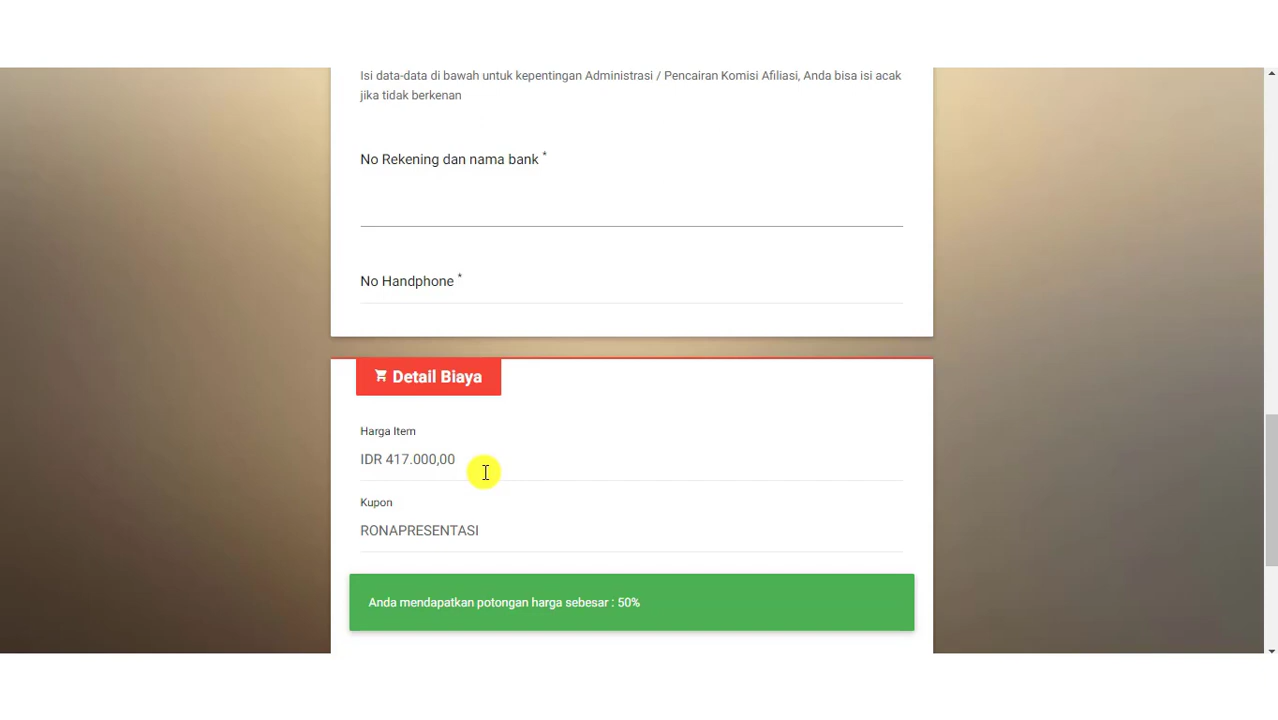 Isi data-data di bawah untuk kepentingan Administrasi / Pencairan Komisi Afiliasi, Anda bisa isi acak
jika tidak berkenan
No Rekening dan nama bank *
No Handphone *
Detail Biaya
Harga Item
IDR 417.000,00
Kupon
RONAPRESENTASI
Anda mendapatkan potongan harga sebesar : 50%